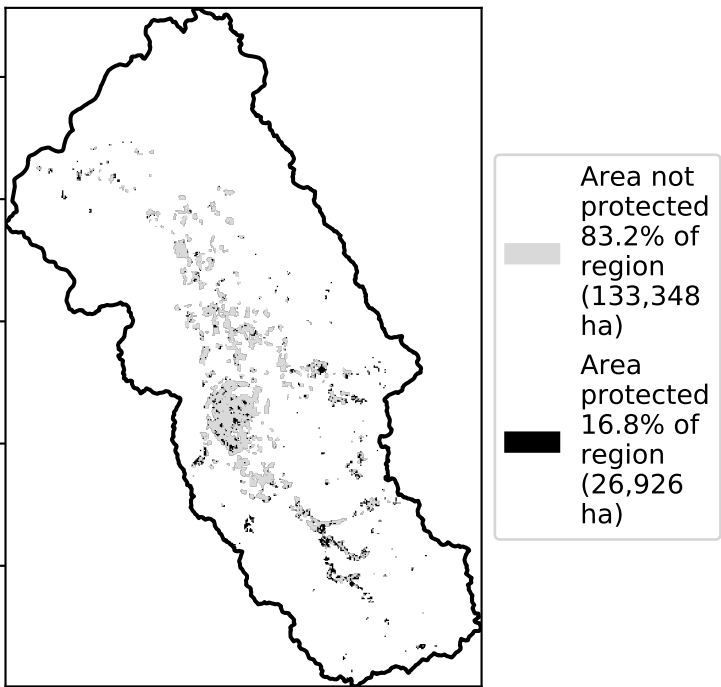 Area not
protected
83.2% of
region
(133,348
ha)
Area
protected
16.8% of
region
(26,926
ha)